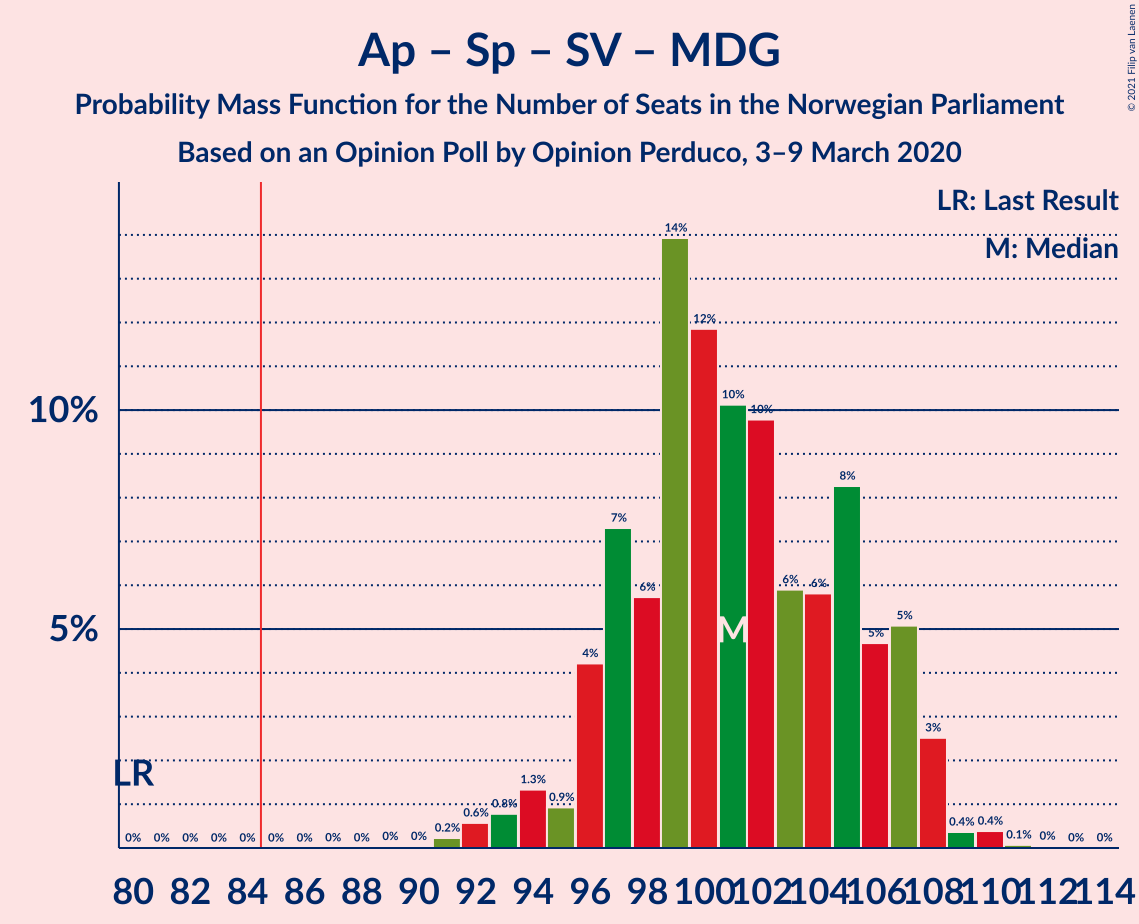 Ap – Sp – SV – MDG
Probability Mass Function for the Number of Seats in the Norwegian Parliament
Based on an Opinion Poll by Opinion Perduco, 3–9 March 2020
© 2021 Filip van Laenen
LR: Last Result
M: Median
14%
12%
10% 10% 10%
8%
7%
6% 6% 6%
5% 5% 5%
M
4%
3%
LR
1.3%
0.9%
0.8%
0.6%
0.4% 0.4%
0.2%
0.1%
0% 0% 0% 0% 0% 0% 0% 0% 0% 0% 0% 0% 0% 0%
80 82 84 86 88 90 92 94 96 98 100 102 104 106 108 110 112 114